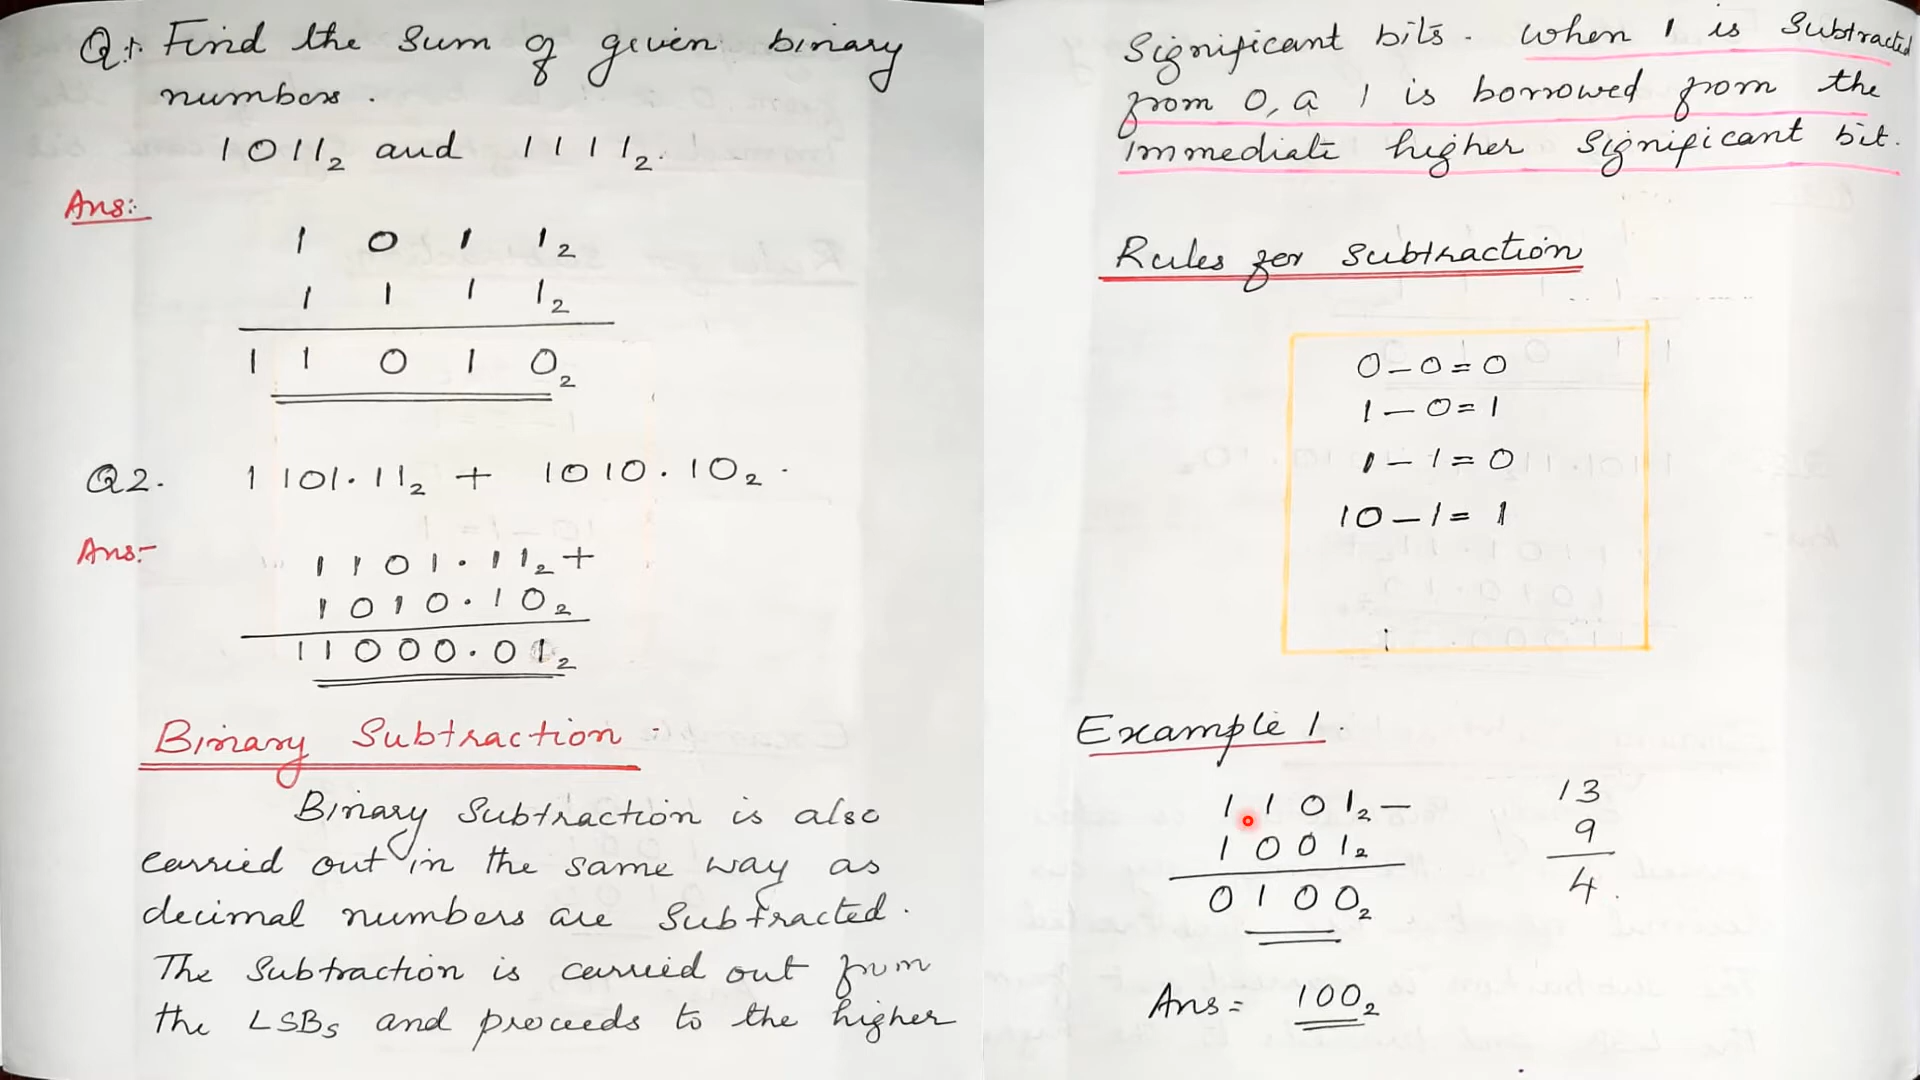 Q1. Find the sum of given binary
numbers.
1011₂ and 1111₂.
Ans:
1 0 1 1₂
1 1 1 1₂
1 1 0 1 0₂
Q2. 1101.11₂ + 1010.10₂.
Ans:-
1101.11₂ +
1010.10₂
11000.01₂
Binary Subtraction.
Binary Subtraction is also
carried out in the same way as
decimal numbers are Subtracted.
The Subtraction is carried out from
the LSBs and proceeds to the higher
Significant bits. When 1 is Subtracted
from 0, a 1 is borrowed from the
immediate higher Significant bit.
Rules for Subtraction
0 - 0 = 0
1 - 0 = 1
1 - 1 = 0
10 - 1 = 1
Example 1.
1101₂ -
1001₂
0100₂
13
9
4.
Ans = 100₂